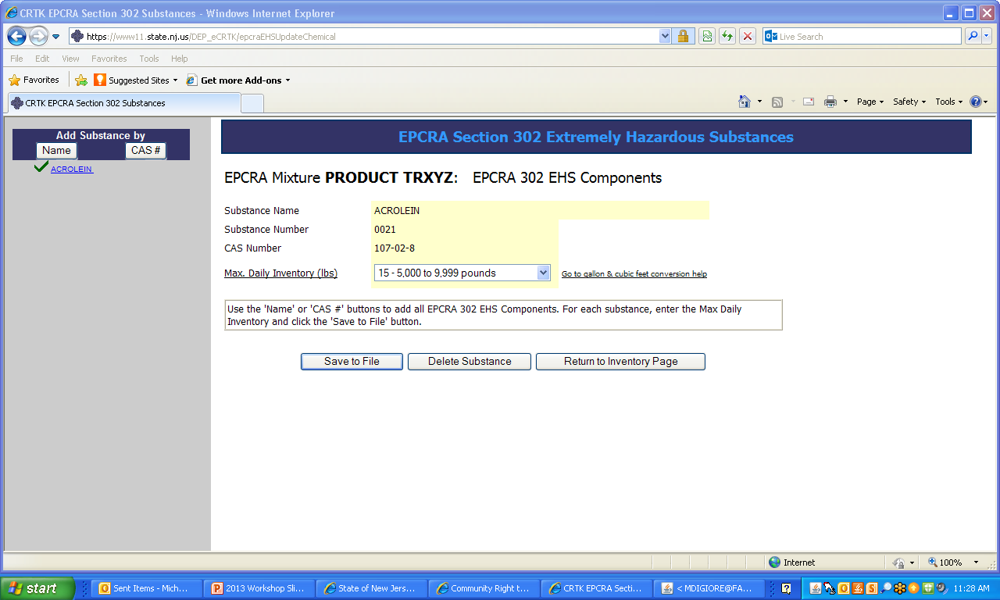 CRTK EPCRA Section 302 Substances - Windows Internet Explorer
https://www11.state.nj.us/DEP_eCRTK/epcraEHSUpdateChemical
Live Search
File Edit View Favorites Tools Help
Favorites Suggested Sites Get more Add-ons
CRTK EPCRA Section 302 Substances
Page Safety Tools
Add Substance by
Name CAS #
ACROLEIN
EPCRA Section 302 Extremely Hazardous Substances
EPCRA Mixture PRODUCT TRXYZ: EPCRA 302 EHS Components
Substance Name ACROLEIN
Substance Number 0021
CAS Number 107-02-8
Max. Daily Inventory (lbs) 15 - 5,000 to 9,999 pounds Go to gallon & cubic feet conversion help
Use the 'Name' or 'CAS #' buttons to add all EPCRA 302 EHS Components. For each substance, enter the Max Daily
Inventory and click the 'Save to File' button.
Save to File Delete Substance Return to Inventory Page
Internet 100%
start Sent Items - Mich... 2013 Workshop Sli... State of New Jers... Community Right t... CRTK EPCRA Secti... < MDIGIORE@FA... 11:28 AM